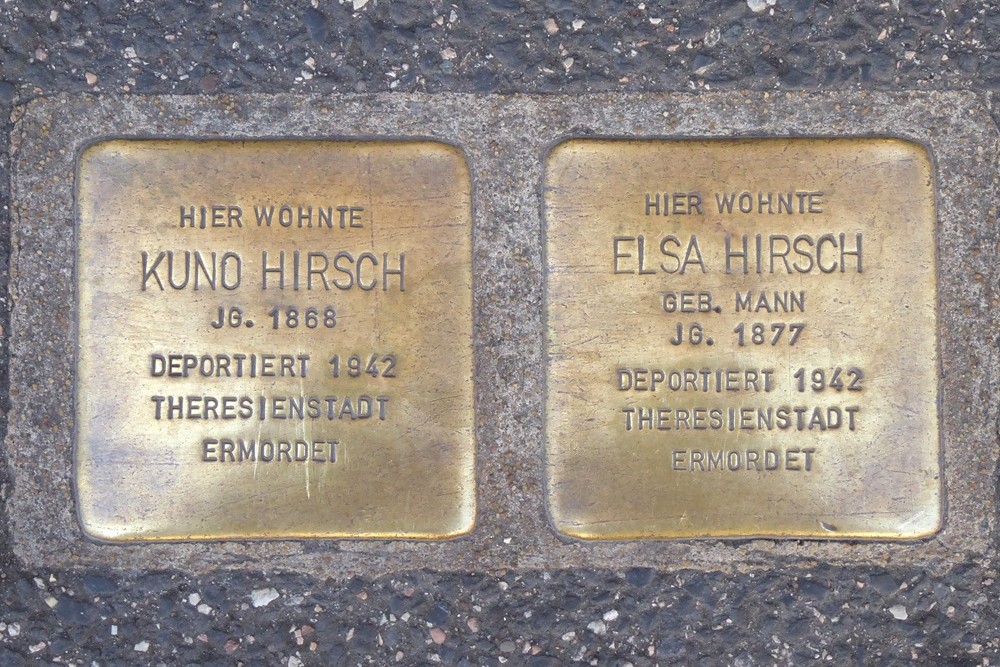 HIER WOHNTE
KUNO HIRSCH
JG. 1868
DEPORTIERT 1942
THERESIENSTADT
ERMORDET
HIER WOHNTE
ELSA HIRSCH
GEB. MANN
JG. 1877
DEPORTIERT 1942
THERESIENSTADT
ERMORDET